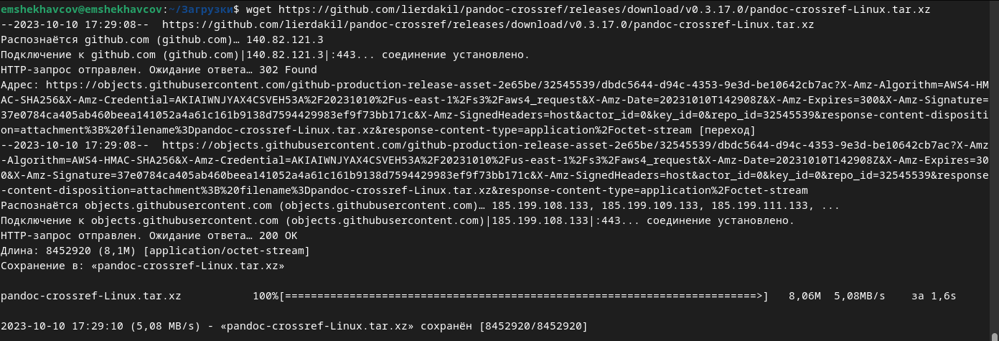 emshekhavcov@emshekhavcov:~/Загрузки$ wget https://github.com/lierdakil/pandoc-crossref/releases/download/v0.3.17.0/pandoc-crossref-Linux.tar.xz
--2023-10-10 17:29:08--  https://github.com/lierdakil/pandoc-crossref/releases/download/v0.3.17.0/pandoc-crossref-Linux.tar.xz
Распознаётся github.com (github.com)… 140.82.121.3
Подключение к github.com (github.com)|140.82.121.3|:443... соединение установлено.
HTTP-запрос отправлен. Ожидание ответа… 302 Found
Адрес: https://objects.githubusercontent.com/github-production-release-asset-2e65be/32545539/dbdc5644-d94c-4353-9e3d-be10642cb7ac?X-Amz-Algorithm=AWS4-HM
AC-SHA256&X-Amz-Credential=AKIAIWNJYAX4CSVEH53A%2F20231010%2Fus-east-1%2Fs3%2Faws4_request&X-Amz-Date=20231010T142908Z&X-Amz-Expires=300&X-Amz-Signature=
37e0784ca405ab460beea141052a4a61c161b9138d7594429983ef9f73bb171c&X-Amz-SignedHeaders=host&actor_id=0&key_id=0&repo_id=32545539&response-content-dispositi
on=attachment%3B%20filename%3Dpandoc-crossref-Linux.tar.xz&response-content-type=application%2Foctet-stream [переход]
--2023-10-10 17:29:08--  https://objects.githubusercontent.com/github-production-release-asset-2e65be/32545539/dbdc5644-d94c-4353-9e3d-be10642cb7ac?X-Amz
-Algorithm=AWS4-HMAC-SHA256&X-Amz-Credential=AKIAIWNJYAX4CSVEH53A%2F20231010%2Fus-east-1%2Fs3%2Faws4_request&X-Amz-Date=20231010T142908Z&X-Amz-Expires=30
0&X-Amz-Signature=37e0784ca405ab460beea141052a4a61c161b9138d7594429983ef9f73bb171c&X-Amz-SignedHeaders=host&actor_id=0&key_id=0&repo_id=32545539&response
-content-disposition=attachment%3B%20filename%3Dpandoc-crossref-Linux.tar.xz&response-content-type=application%2Foctet-stream
Распознаётся objects.githubusercontent.com (objects.githubusercontent.com)… 185.199.108.133, 185.199.109.133, 185.199.111.133, ...
Подключение к objects.githubusercontent.com (objects.githubusercontent.com)|185.199.108.133|:443... соединение установлено.
HTTP-запрос отправлен. Ожидание ответа… 200 OK
Длина: 8452920 (8,1M) [application/octet-stream]
Сохранение в: «pandoc-crossref-Linux.tar.xz»
pandoc-crossref-Linux.tar.xz           100%[=========================================================================>]   8,06M  5,08MB/s    за 1,6s
2023-10-10 17:29:10 (5,08 MB/s) - «pandoc-crossref-Linux.tar.xz» сохранён [8452920/8452920]